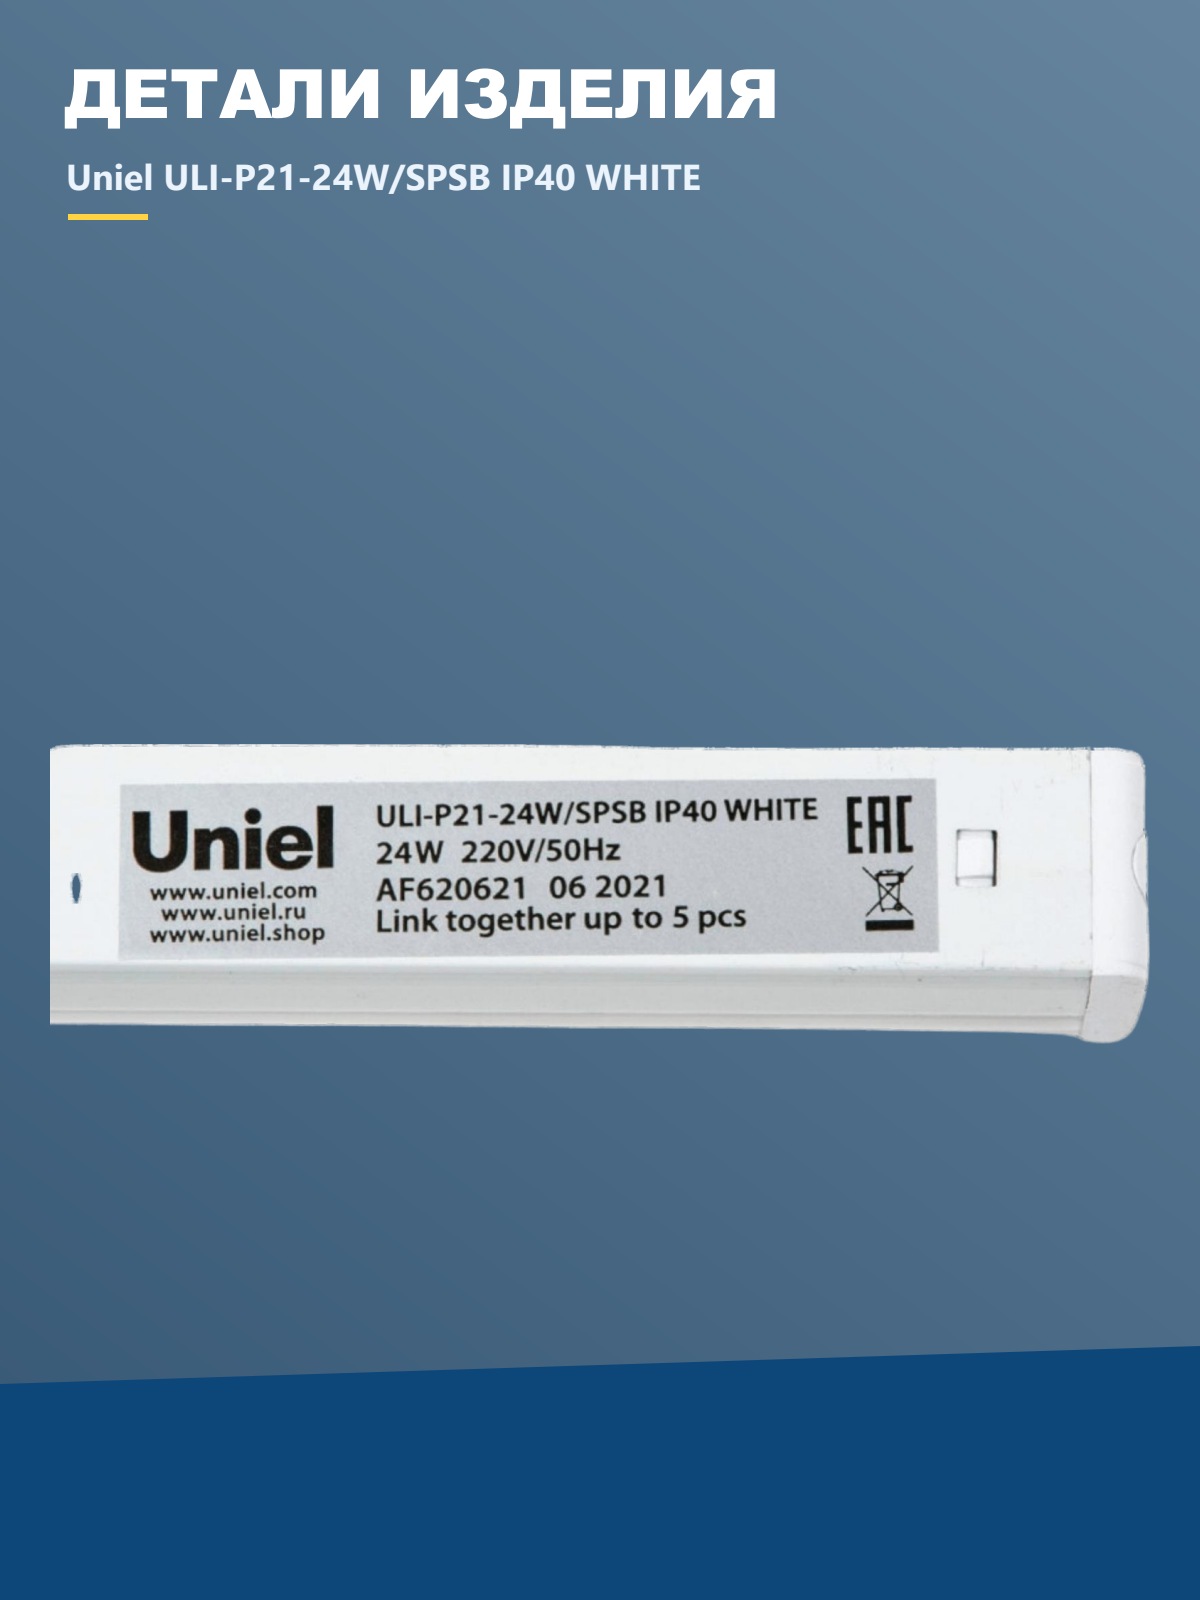 ДЕТАЛИ ИЗДЕЛИЯ
Uniel ULI-P21-24W/SPSB IP40 WHITE
Uniel
www.uniel.com
www.uniel.ru
www.uniel.shop
ULI-P21-24W/SPSB IP40 WHITE
24W 220V/50Hz
AF620621 06 2021
Link together up to 5 pcs
EAC